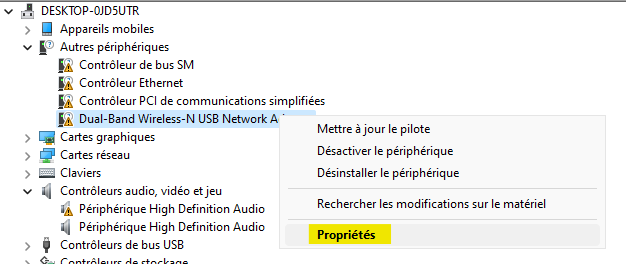 DESKTOP-0JD5UTR
Appareils mobiles
Autres périphériques
Contrôleur de bus SM
Contrôleur Ethernet
Contrôleur PCI de communications simplifiées
Dual-Band Wireless-N USB Network
Cartes graphiques
Cartes réseau
Claviers
Contrôleurs audio, vidéo et jeu
Périphérique High Definition Audio
Périphérique High Definition Audio
Contrôleurs de bus USB
Contrôleurs de stockage
Mettre à jour le pilote
Désactiver le périphérique
Désinstaller le périphérique
Rechercher les modifications sur le matériel
Propriétés